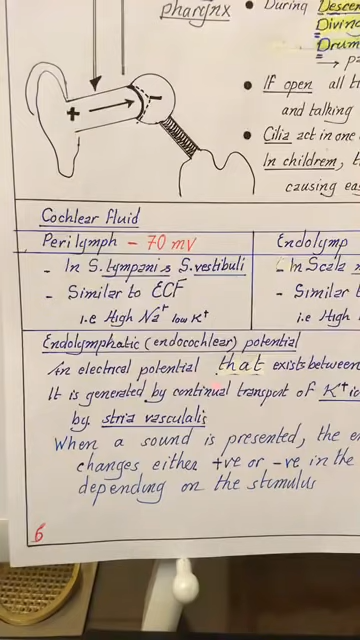 pharynx
• During Descen
Divin
Drum
→
+ → -
• IF open all t
and talking
• Cilia act in one
In children, t
causing eas
Cochlear fluid
Perilymph - 70 mv
Endolymp
- In S. tympani & S. vestibuli
- In Scala
- Similar to ECF
- Similar t
i.e High Na+ low K+
i.e High
Endolymphatic (endocochlear) potential
An electrical potential that exists between
It is generated by continual transport of K+ io
by stria vasculalis
When a sound is presented, the en
changes either +ve or -ve in the
depending on the stimulus
6